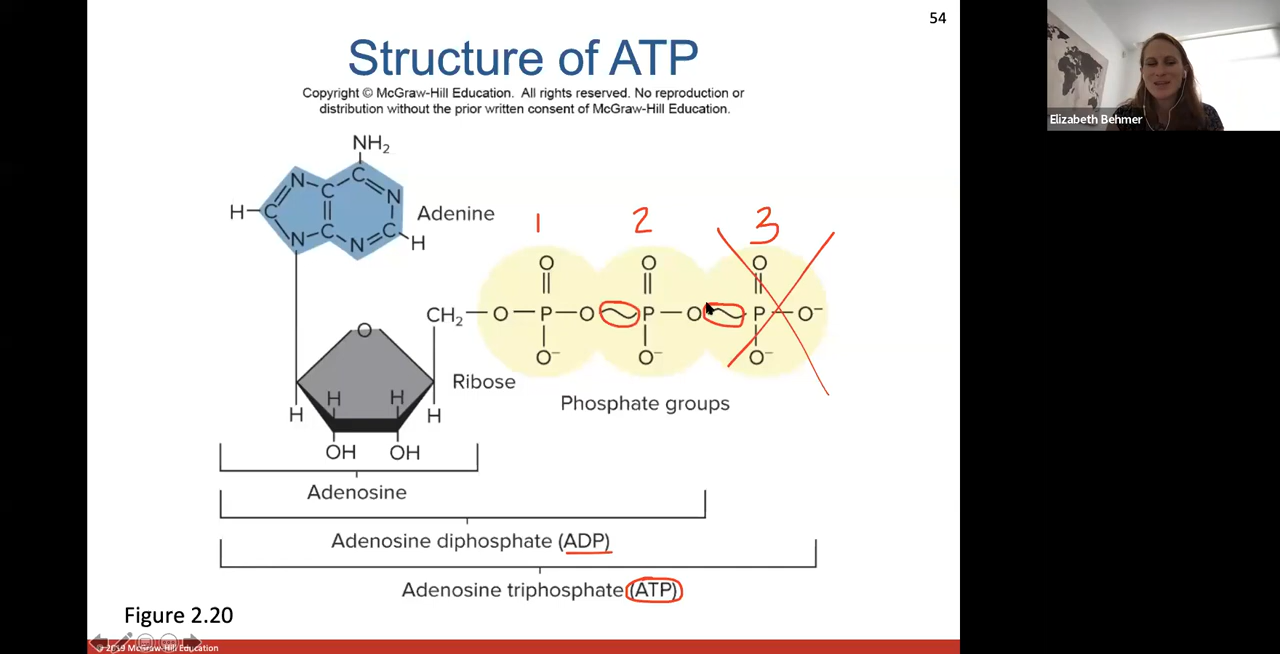 54
Structure of ATP
Copyright © McGraw-Hill Education. All rights reserved. No reproduction or
distribution without the prior written consent of McGraw-Hill Education.
Elizabeth Behmer
NH₂
N C C N
H C Adenine
N C N C H
1 2 3
O O O
CH₂ O P O P O P O⁻
O⁻ O⁻ O⁻
O
Ribose
Phosphate groups
H H H H
OH OH
Adenosine
Adenosine diphosphate (ADP)
Adenosine triphosphate (ATP)
Figure 2.20
© 2019 McGraw-Hill Education